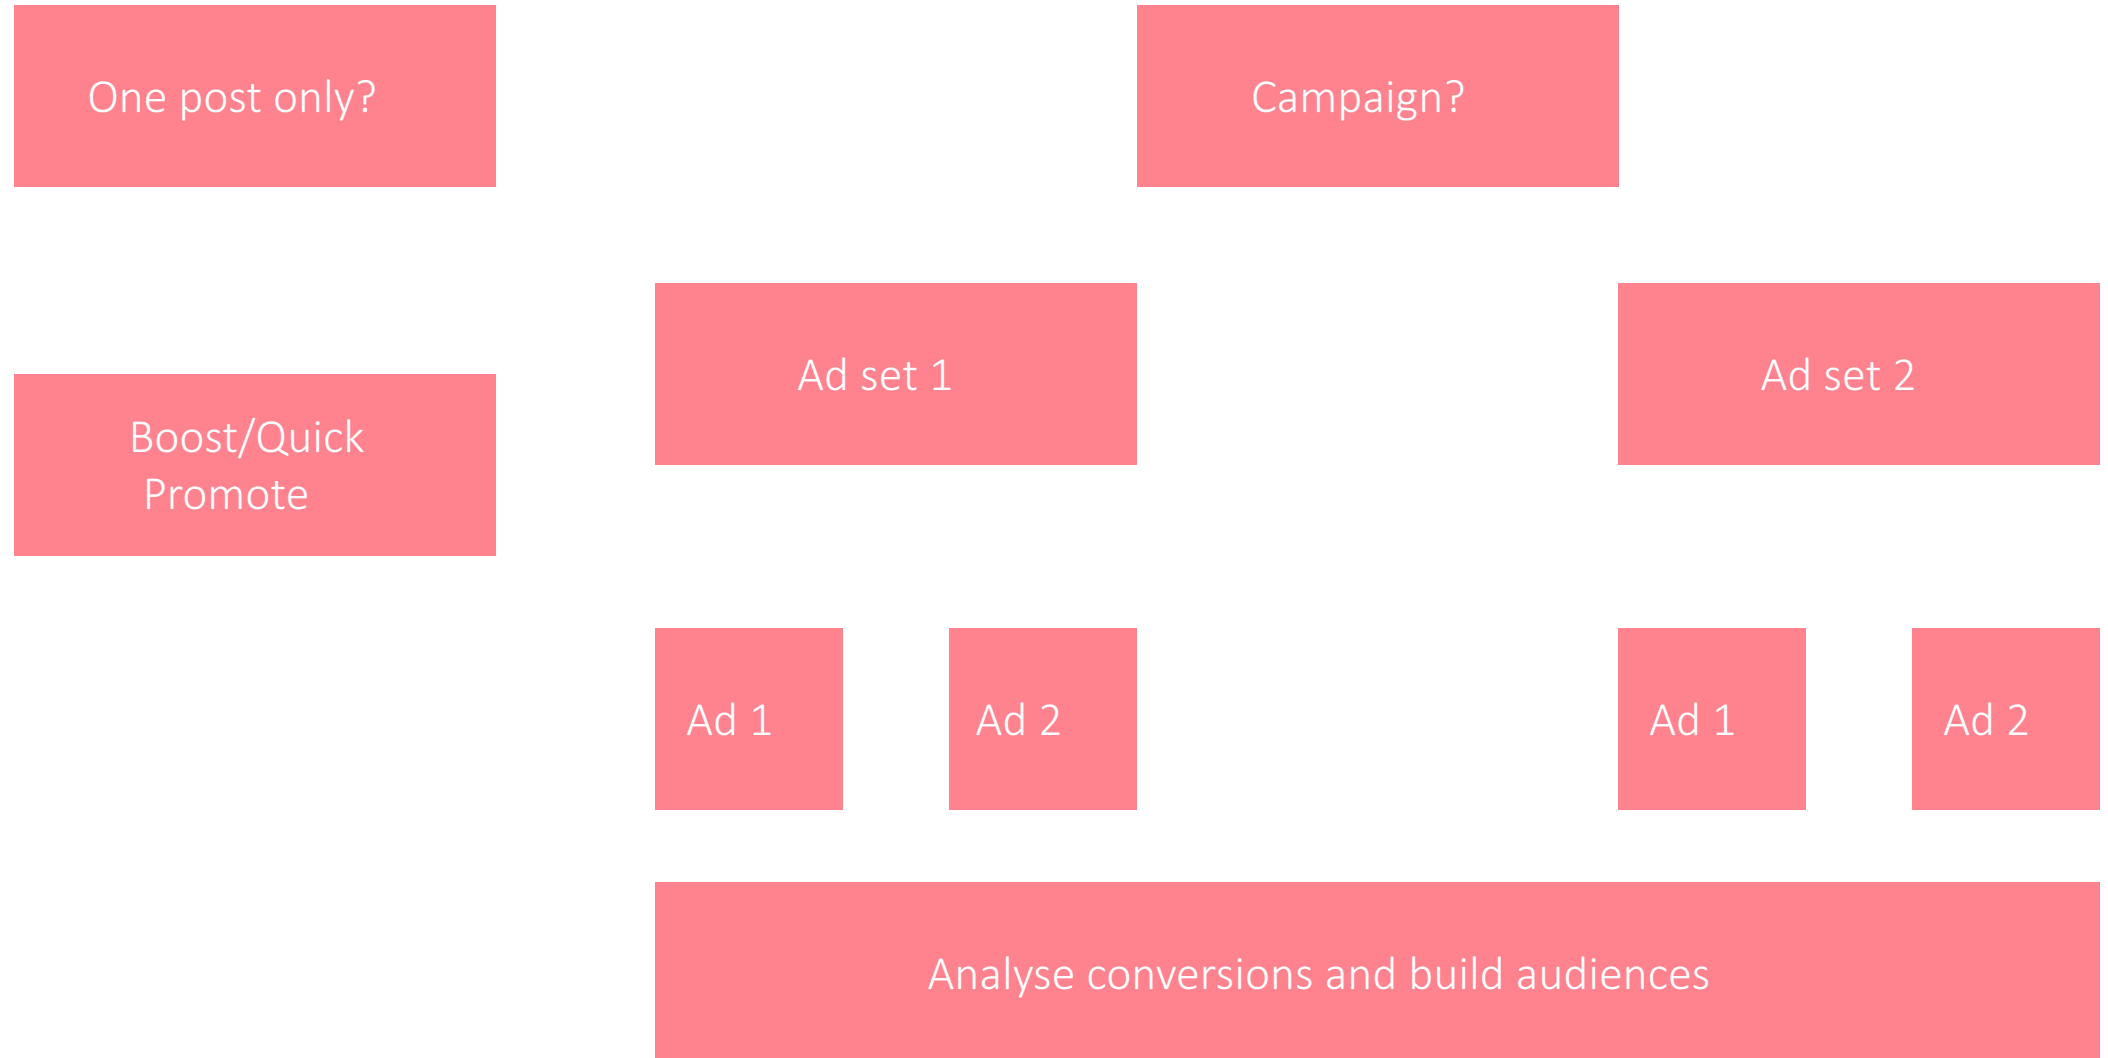 One post only?
Campaign?
Ad set 1
Ad set 2
Boost/Quick
Promote
Ad 1
Ad 2
Ad 1
Ad 2
Analyse conversions and build audiences